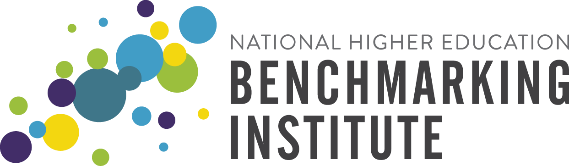 NATIONAL HIGHER EDUCATION
BENCHMARKING
INSTITUTE